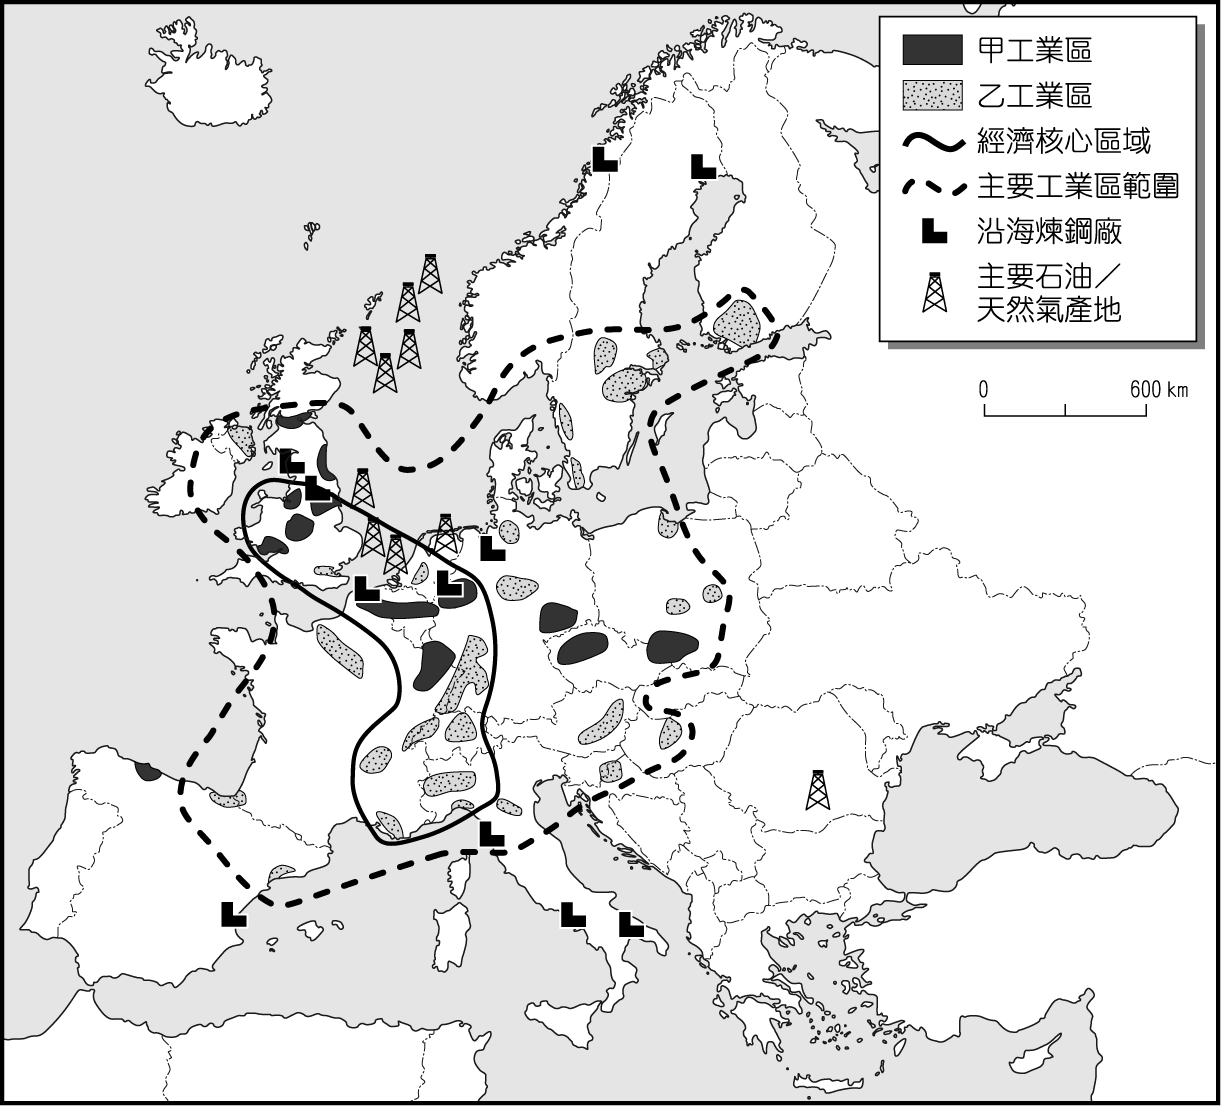 甲工業區
乙工業區
經濟核心區域
主要工業區範圍
沿海煉鋼廠
主要石油／
天然氣產地
0 600 km